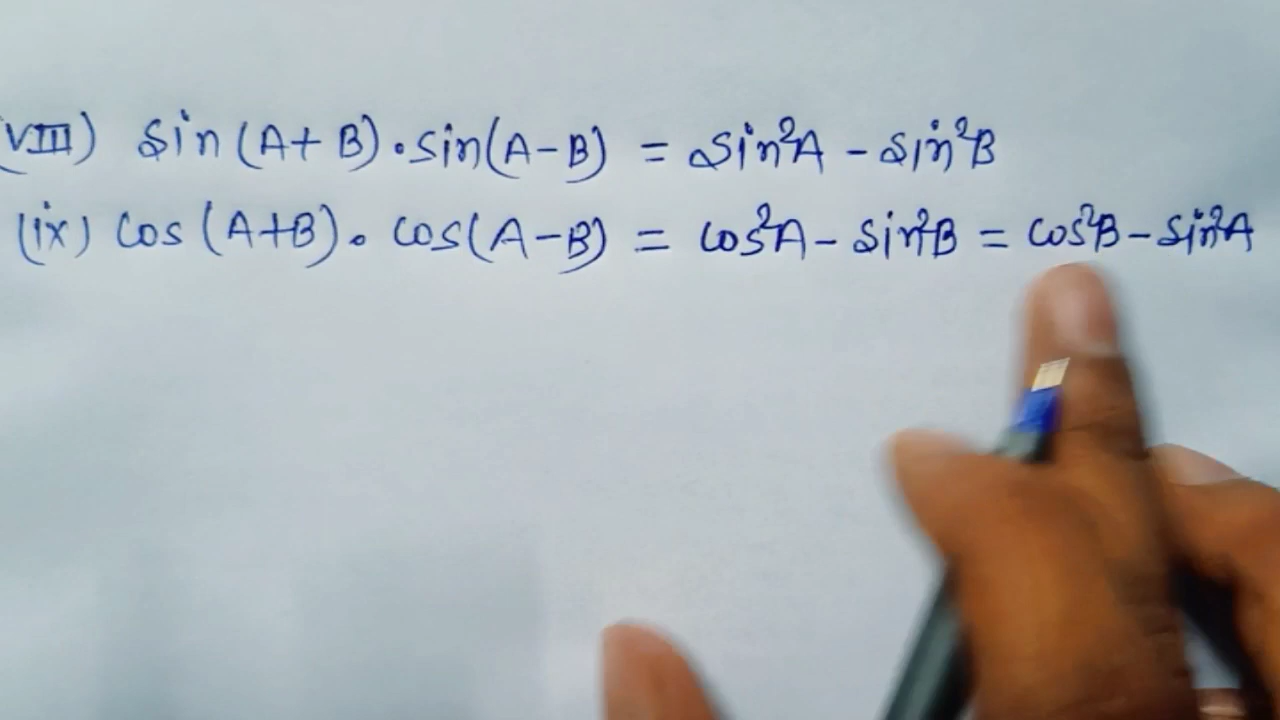 (VIII) sin(A+B)·sin(A-B) = sin²A - sin²B
(ix) cos(A+B)·cos(A-B) = cos²A - sin²B = cos²B - sin²A